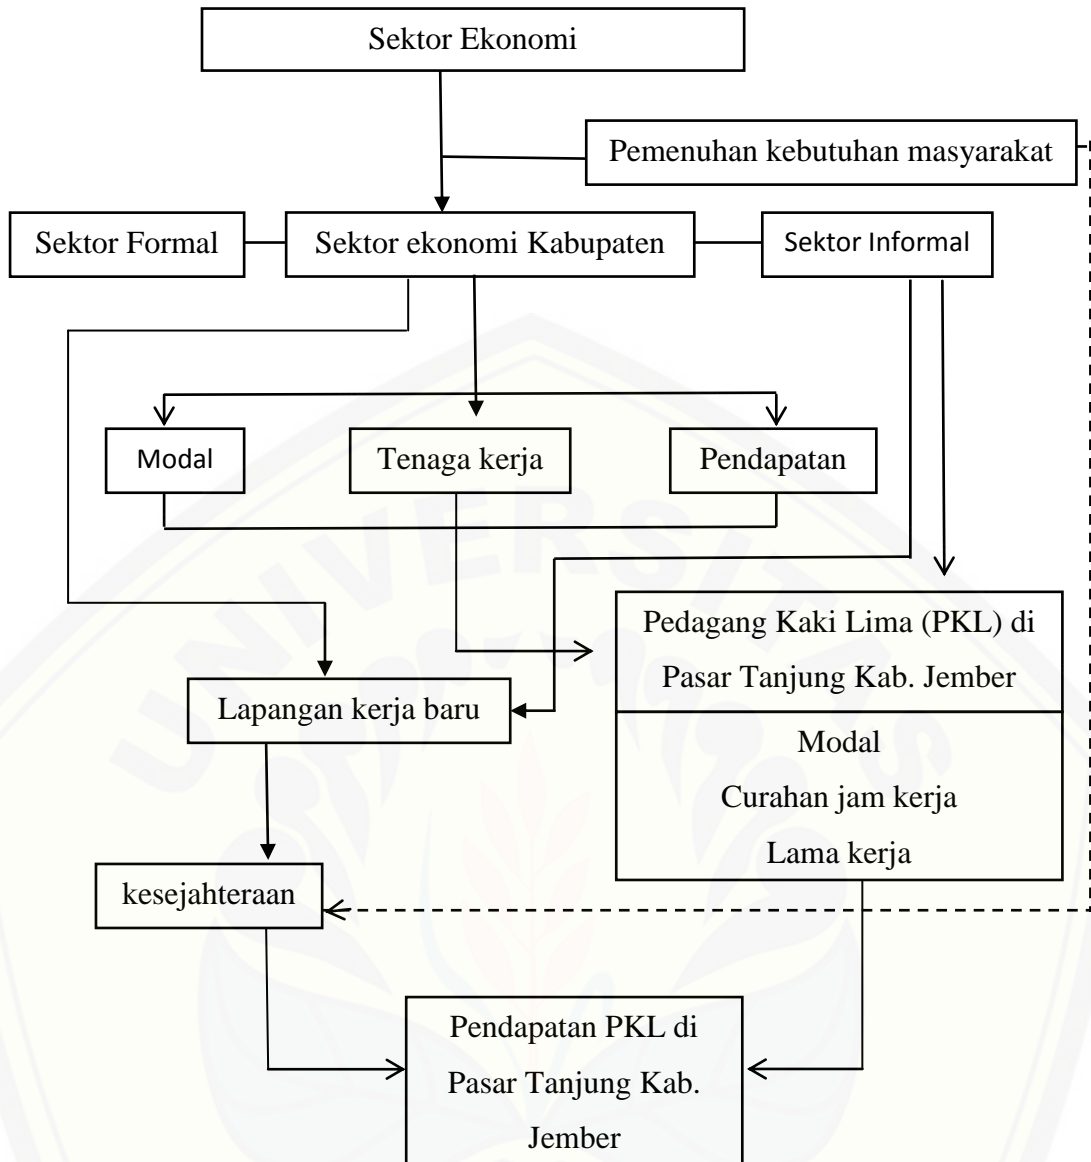 Sektor Ekonomi
Pemenuhan kebutuhan masyarakat
Sektor Formal
Sektor ekonomi Kabupaten
Sektor Informal
Modal
Tenaga kerja
Pendapatan
UNIVERSITAS
Pedagang Kaki Lima (PKL) di
Pasar Tanjung Kab. Jember
Lapangan kerja baru
Modal
Curahan jam kerja
Lama kerja
kesejahteraan
Pendapatan PKL di
Pasar Tanjung Kab.
Jember